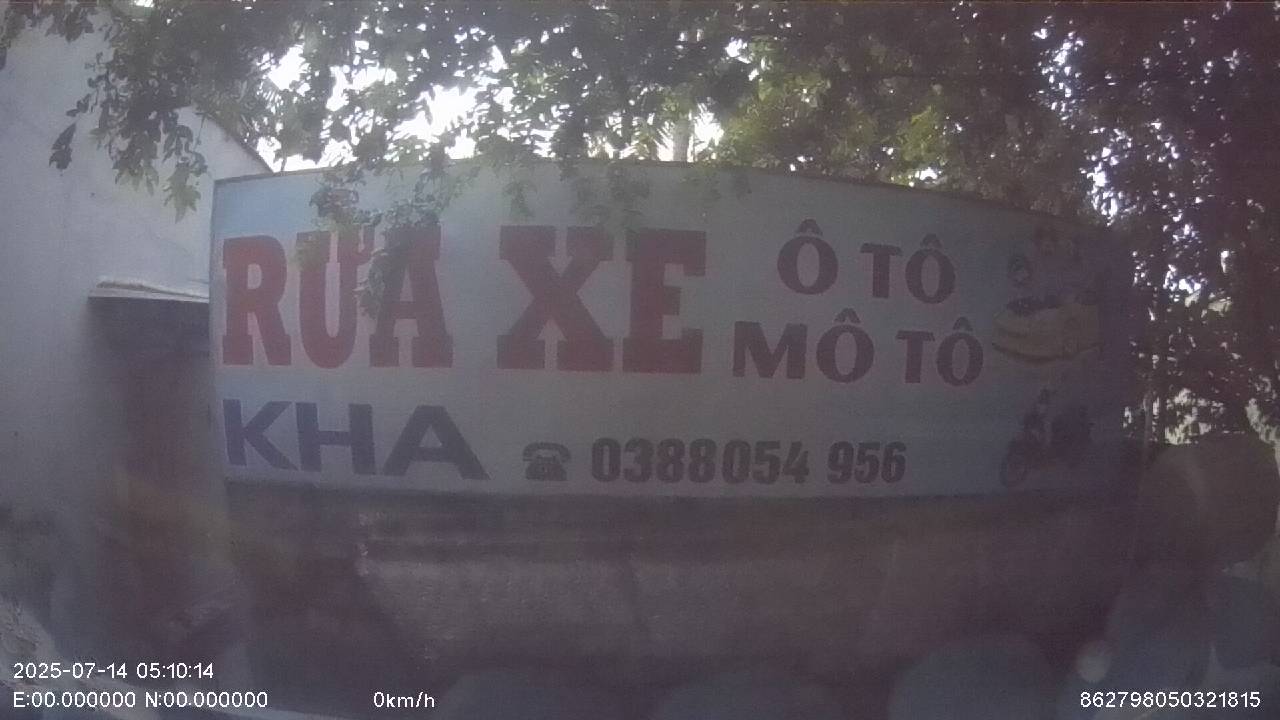 RỬA XE Ô TÔ
MÔ TÔ
KHA ☎ 0388054 956
2025-07-14 05:10:14
E:00.000000 N:00.000000 0km/h 862798050321815